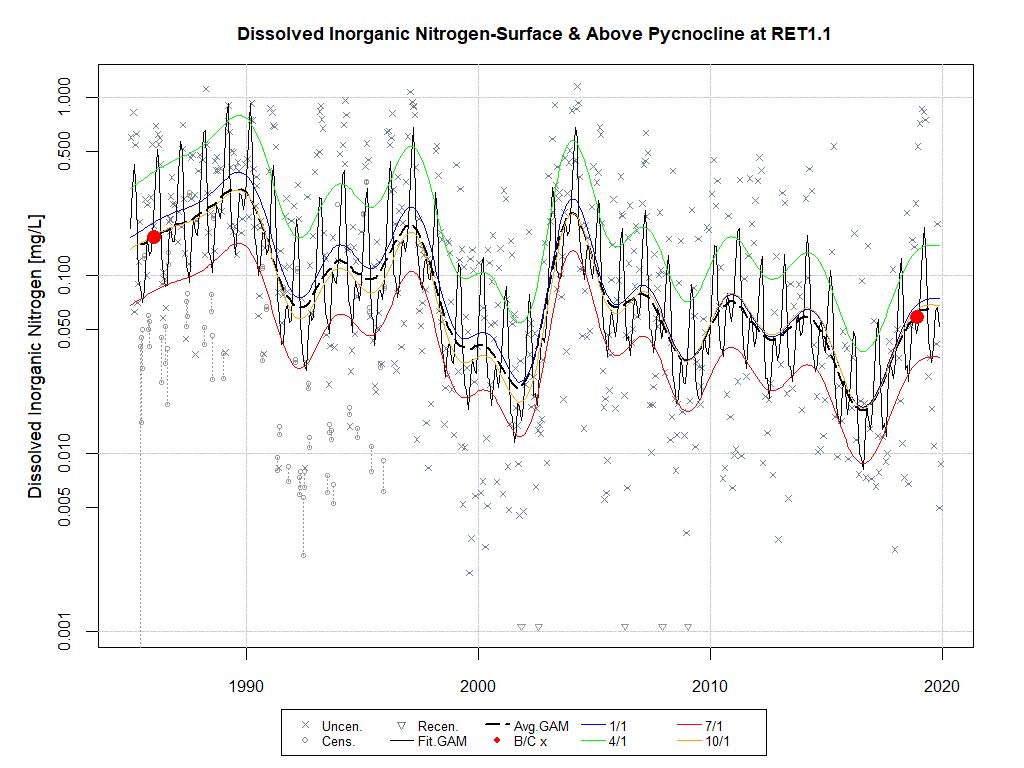 Dissolved Inorganic Nitrogen-Surface & Above Pycnocline at RET1.1
Dissolved Inorganic Nitrogen [mg/L]
1.000
0.500
0.100
0.050
0.010
0.005
0.001
1990 2000 2010 2020
Uncen. Recen. Avg.GAM 1/1 7/1
Cens. Fit.GAM B/C x 4/1 10/1